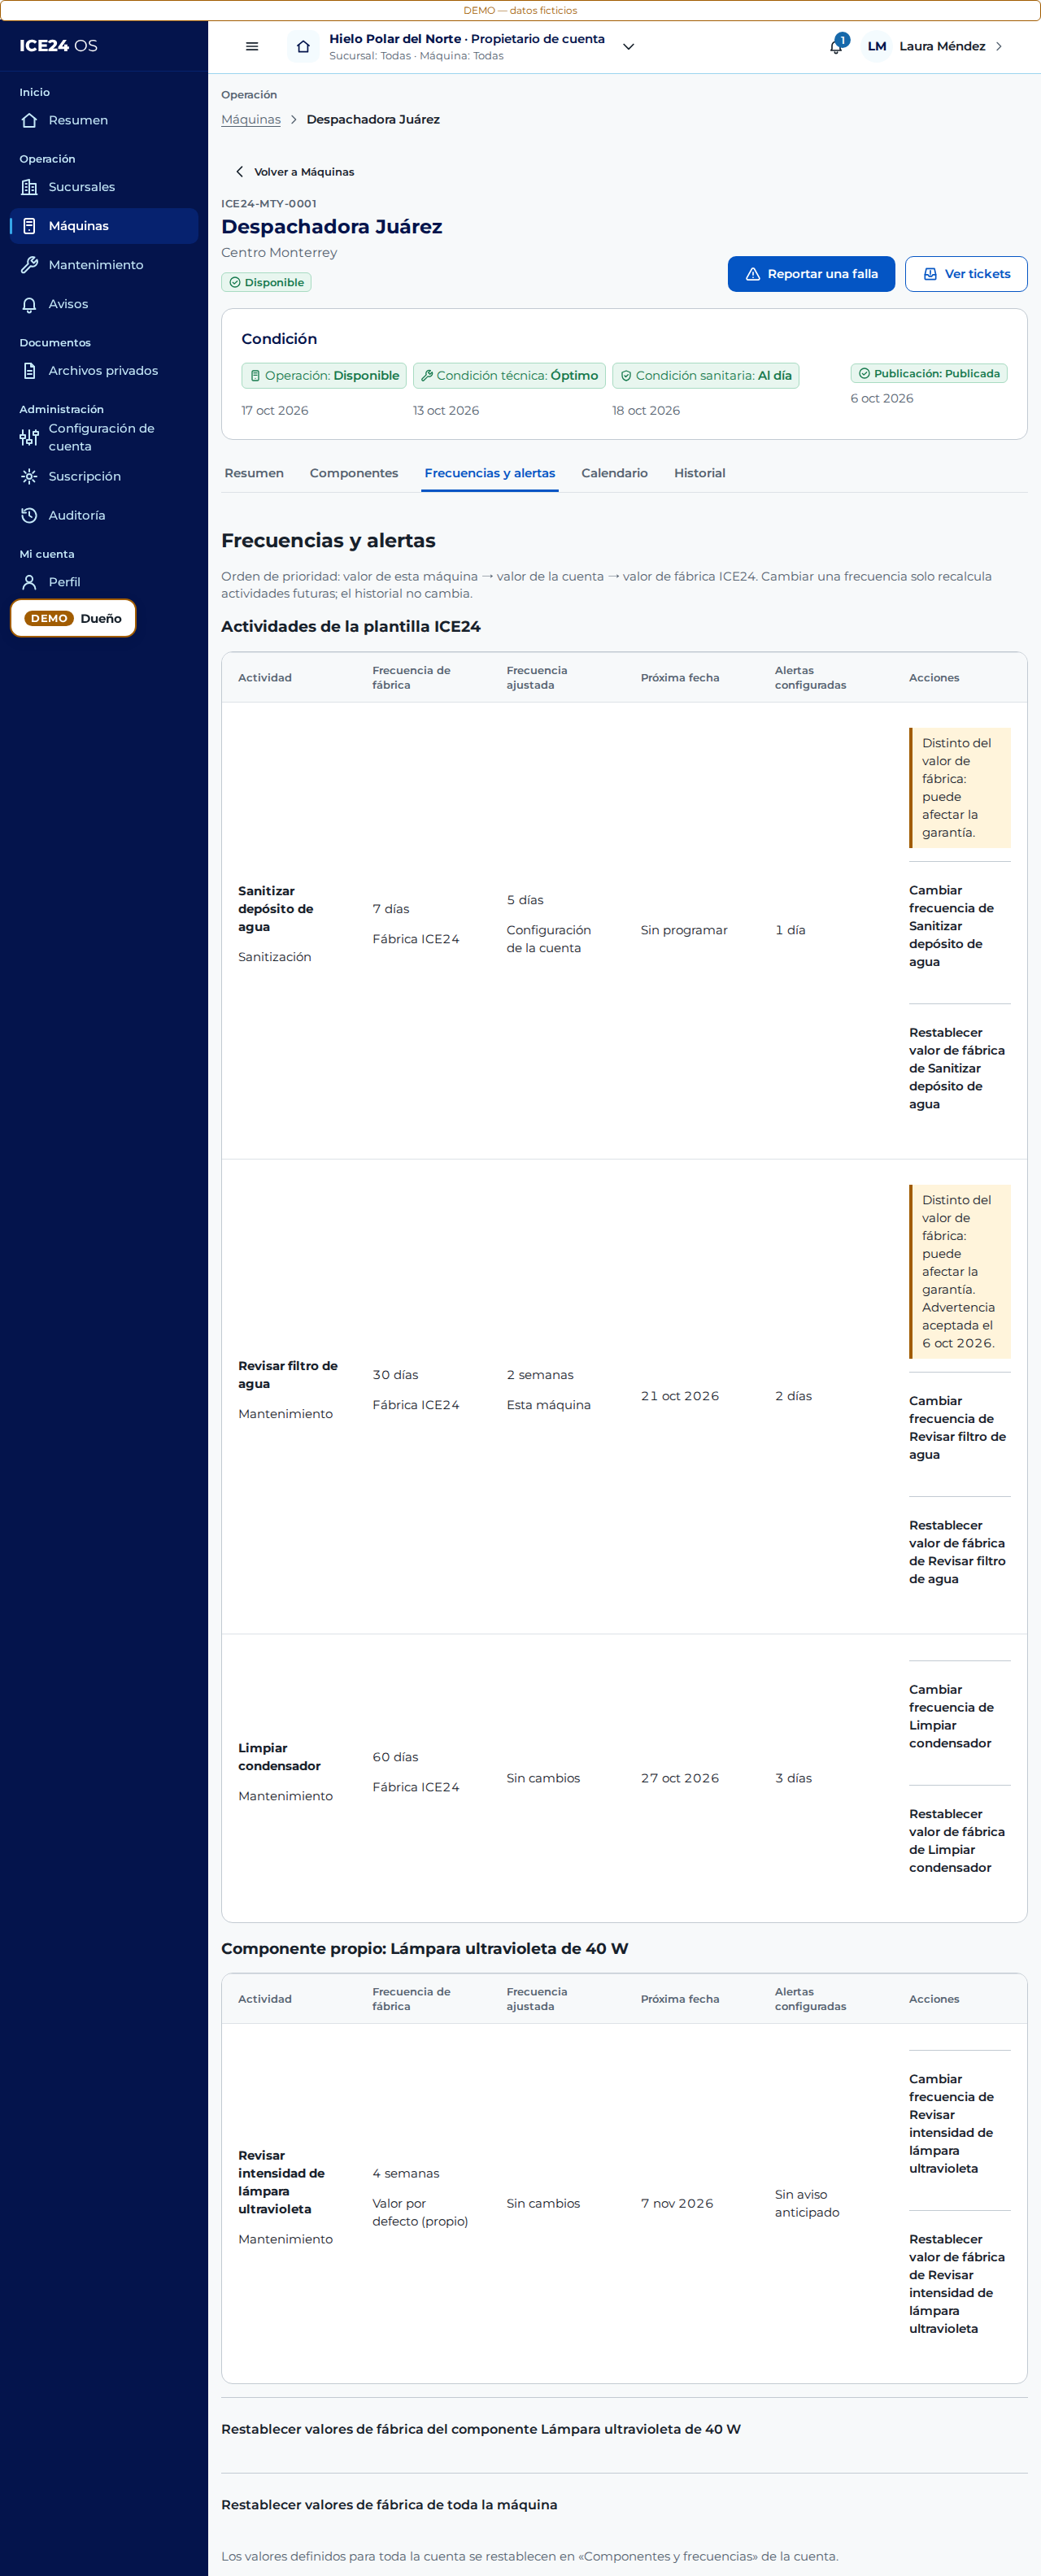 DEMO — datos ficticios
ICE24 OS
Inicio
Resumen
Operación
Sucursales
Máquinas
Mantenimiento
Avisos
Documentos
Archivos privados
Administración
Configuración de
cuenta
Suscripción
Auditoría
Mi cuenta
Perfil
DEMO Dueño
Hielo Polar del Norte · Propietario de cuenta
Sucursal: Todas · Máquina: Todas
1
LM Laura Méndez
Operación
Máquinas
Despachadora Juárez
Volver a Máquinas
ICE24-MTY-0001
Despachadora Juárez
Centro Monterrey
Disponible
Reportar una falla
Ver tickets
Condición
Operación: Disponible
17 oct 2026
Condición técnica: Óptimo
13 oct 2026
Condición sanitaria: Al día
18 oct 2026
Publicación: Publicada
6 oct 2026
Resumen
Componentes
Frecuencias y alertas
Calendario
Historial
Frecuencias y alertas
Orden de prioridad: valor de esta máquina → valor de la cuenta → valor de fábrica ICE24. Cambiar una frecuencia solo recalcula
actividades futuras; el historial no cambia.
Actividades de la plantilla ICE24
Actividad
Frecuencia de
fábrica
Frecuencia
ajustada
Próxima fecha
Alertas
configuradas
Acciones
Sanitizar
depósito de
agua
Sanitización
7 días
Fábrica ICE24
5 días
Configuración
de la cuenta
Sin programar
1 día
Distinto del
valor de
fábrica:
puede
afectar la
garantía.
Cambiar
frecuencia de
Sanitizar
depósito de
agua
Restablecer
valor de fábrica
de Sanitizar
depósito de
agua
Revisar filtro de
agua
Mantenimiento
30 días
Fábrica ICE24
2 semanas
Esta máquina
21 oct 2026
2 días
Distinto del
valor de
fábrica:
puede
afectar la
garantía.
Advertencia
aceptada el
6 oct 2026.
Cambiar
frecuencia de
Revisar filtro de
agua
Restablecer
valor de fábrica
de Revisar filtro
de agua
Limpiar
condensador
Mantenimiento
60 días
Fábrica ICE24
Sin cambios
27 oct 2026
3 días
Cambiar
frecuencia de
Limpiar
condensador
Restablecer
valor de fábrica
de Limpiar
condensador
Componente propio: Lámpara ultravioleta de 40 W
Actividad
Frecuencia de
fábrica
Frecuencia
ajustada
Próxima fecha
Alertas
configuradas
Acciones
Revisar
intensidad de
lámpara
ultravioleta
Mantenimiento
4 semanas
Valor por
defecto (propio)
Sin cambios
7 nov 2026
Sin aviso
anticipado
Cambiar
frecuencia de
Revisar
intensidad de
lámpara
ultravioleta
Restablecer
valor de fábrica
de Revisar
intensidad de
lámpara
ultravioleta
Restablecer valores de fábrica del componente Lámpara ultravioleta de 40 W
Restablecer valores de fábrica de toda la máquina
Los valores definidos para toda la cuenta se restablecen en «Componentes y frecuencias» de la cuenta.